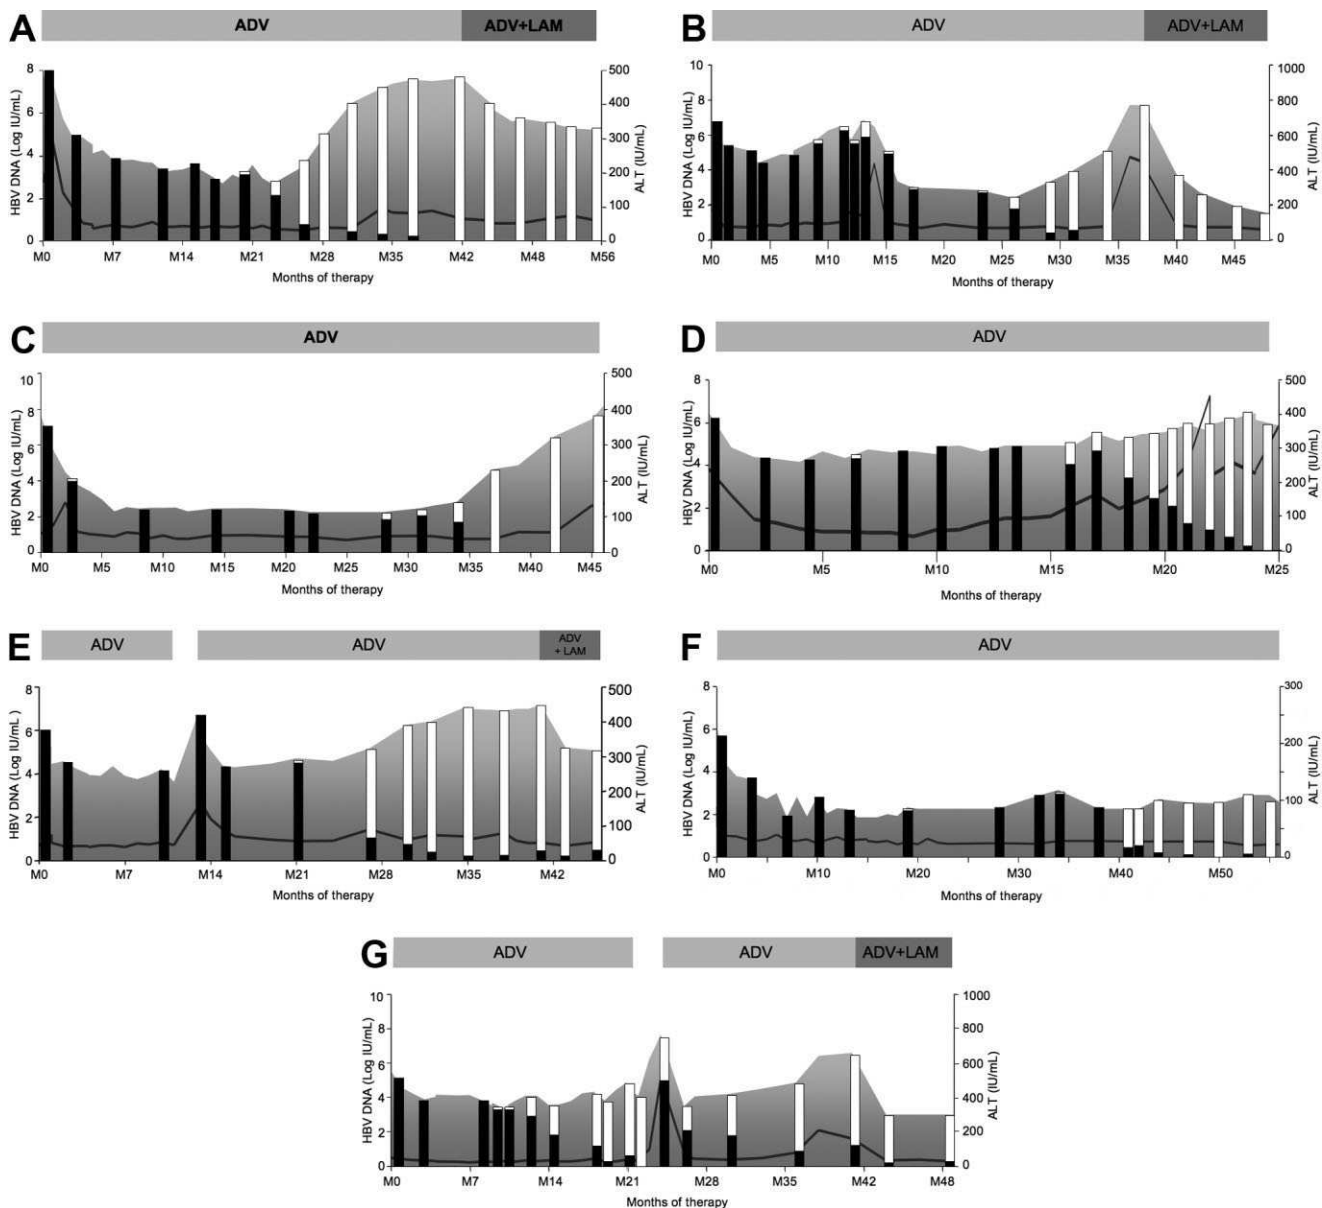 A
ADV
ADV+LAM
HBV DNA (Log IU/mL)
8
6
4
2
0
500
400
300
200
100
0
ALT (IU/mL)
M0 M7 M14 M21 M28 M35 M42 M48 M56
Months of therapy
B
ADV
ADV+LAM
HBV DNA (Log IU/mL)
10
8
6
4
2
0
1000
800
600
400
200
0
ALT (IU/mL)
M0 M5 M10 M15 M20 M25 M30 M35 M40 M45
Months of therapy
C
ADV
HBV DNA (Log IU/mL)
10
8
6
4
2
0
500
400
300
200
100
0
ALT (IU/mL)
M0 M5 M10 M15 M20 M25 M30 M35 M40 M45
Months of therapy
D
ADV
HBV DNA (Log IU/mL)
8
6
4
2
0
500
400
300
200
100
0
ALT (IU/mL)
M0 M5 M10 M15 M20 M25
Months of therapy
E
ADV
ADV
ADV
+ LAM
HBV DNA (Log IU/mL )
8
6
4
2
0
500
400
300
200
100
0
ALT (IU/mL)
M0 M7 M14 M21 M28 M35 M42
Months of therapy
F
ADV
HBV DNA (Log IU/mL)
8
6
4
2
0
300
200
100
0
ALT (IU/mL)
M0 M10 M20 M30 M40 M50
Months of therapy
G
ADV
ADV
ADV+LAM
HBV DNA (Log IU/mL)
10
8
6
4
2
0
1000
800
600
400
200
0
ALT (IU/mL)
M0 M7 M14 M21 M28 M35 M42 M48
Months of therapy